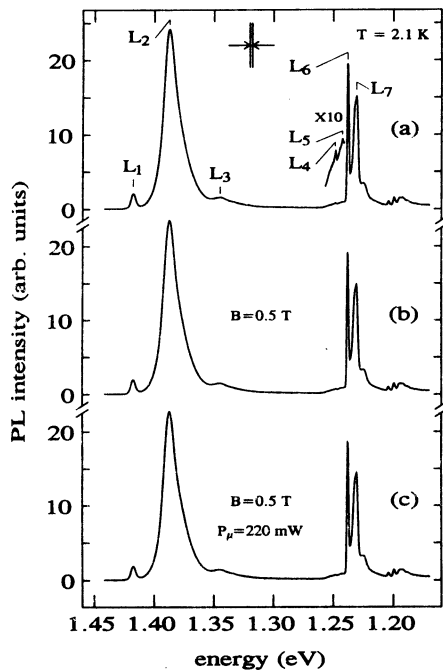 L₂
T = 2.1 K
L₆
L₇
X10
(a)
L₅
L₄
L₁
L₃
20
10
0
B=0.5 T
(b)
20
10
0
B=0.5 T
(c)
Pμ=220 mW
20
10
0
PL intensity (arb. units)
1.45 1.40 1.35 1.30 1.25 1.20
energy (eV)